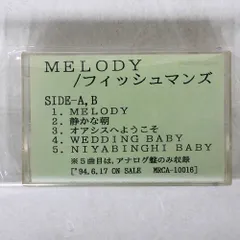 MELODY
/フィッシュマンズ
SIDE-A,B
1. MELODY
2. 静かな朝
3. オアシスへようこそ
4. WEDDING BABY
5. NIYABINGHI BABY
※５曲目は、アナログ盤のみ収録
['94.6.17 ON SALE MRCA-10016]